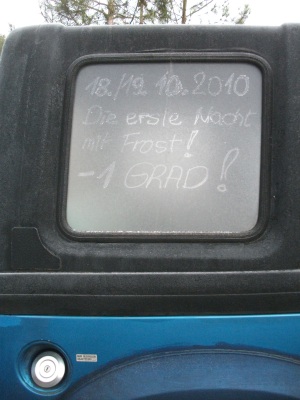 18./19. 10. 2010
Die erste Nacht
mit Frost!
-1 GRAD!